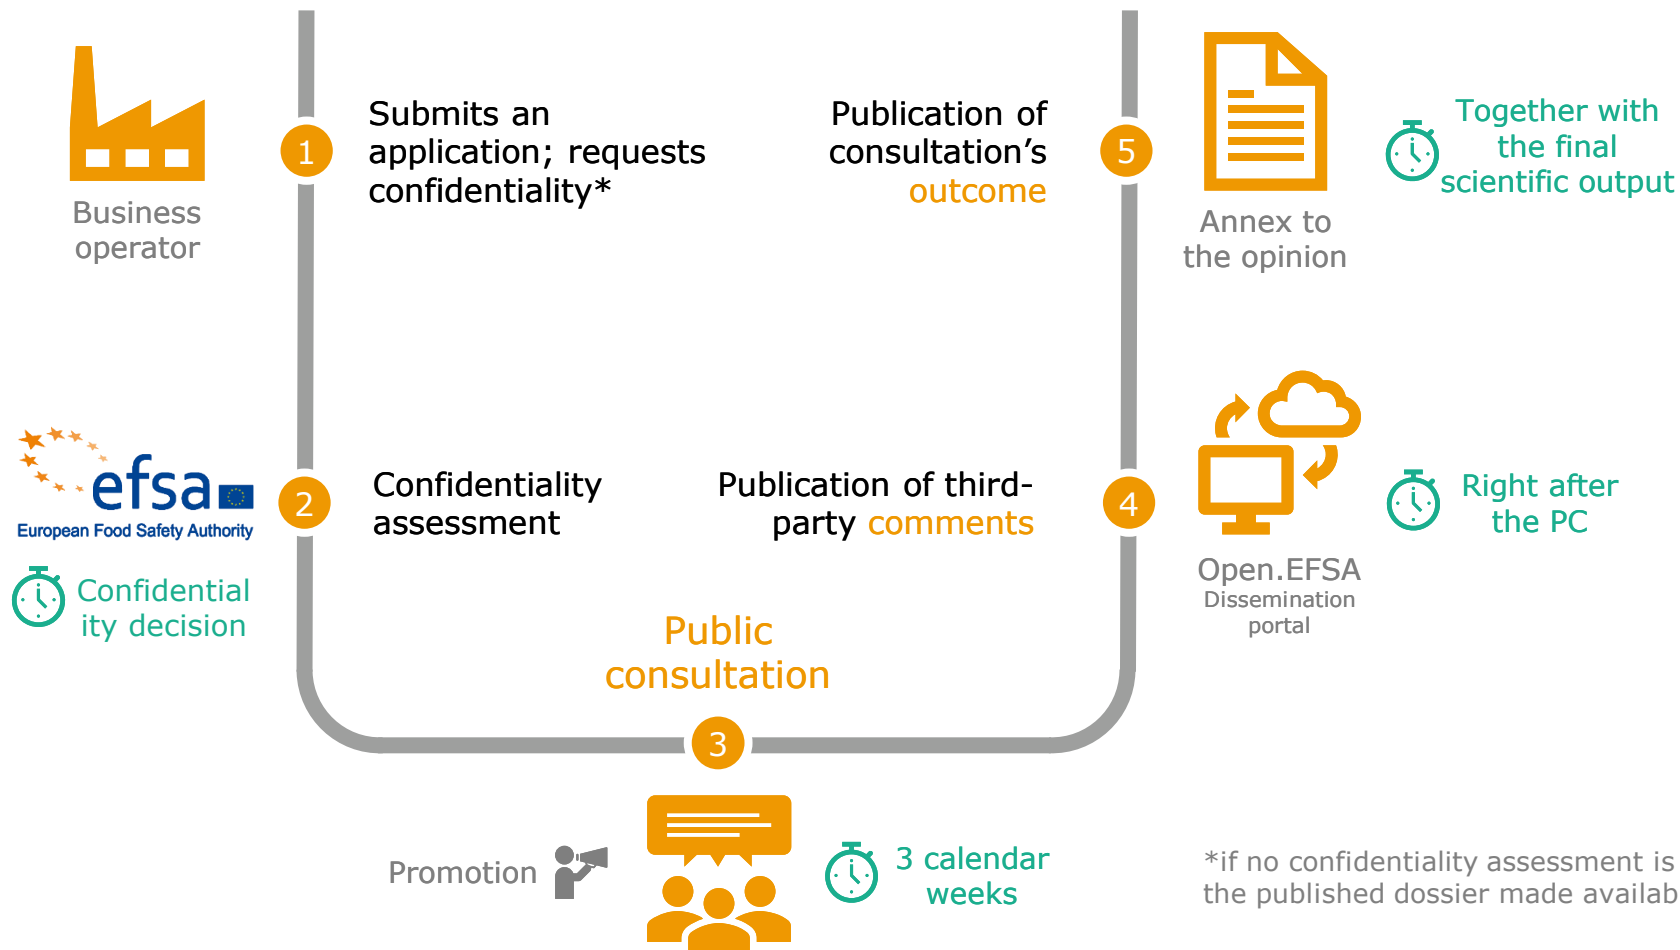 1
Submits an
application; requests
confidentiality*
Business
operator
efsa
European Food Safety Authority
2
Confidentiality
assessment
Confidential
ity decision
Public
consultation
3
Promotion
3 calendar
weeks
Publication of third-
party comments
4
Open.EFSA
Dissemination
portal
Right after
the PC
Publication of
consultation’s
outcome
5
Annex to
the opinion
Together with
the final
scientific output
*if no confidentiality assessment is
the published dossier made availab